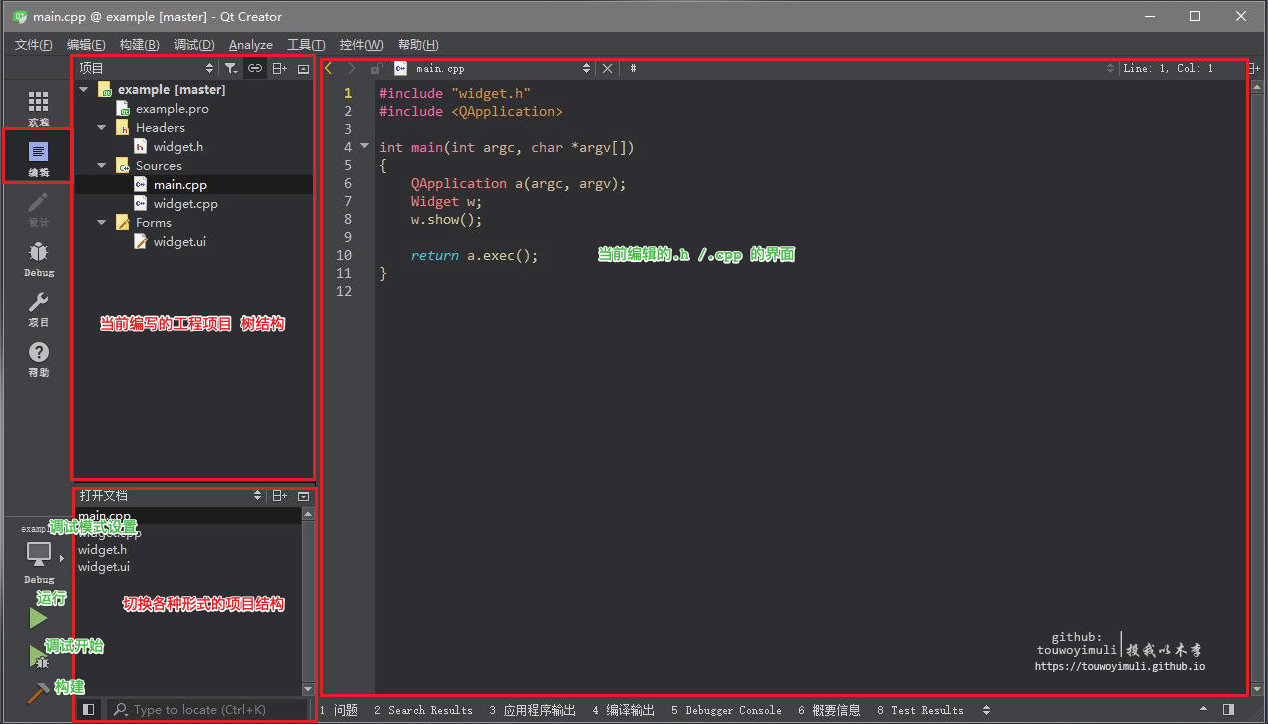 main.cpp @ example [master] - Qt Creator
文件(F) 编辑(E) 构建(B) 调试(D) Analyze 工具(T) 控件(W) 帮助(H)
项目
main.cpp
#
Line: 1, Col: 1
欢迎
编辑
设计
Debug
项目
帮助
example [master]
example.pro
Headers
widget.h
Sources
main.cpp
widget.cpp
Forms
widget.ui
当前编写的工程项目 树结构
1 #include "widget.h"
2 #include <QApplication>
3
4 int main(int argc, char *argv[])
5 {
6 QApplication a(argc, argv);
7 Widget w;
8 w.show();
9
10 return a.exec();
11 }
12
当前编辑的.h /.cpp 的界面
打开文档
main.cpp
widget.cpp
widget.h
widget.ui
切换各种形式的项目结构
调试模式设置
Debug
运行
调试开始
构建
github:
touwoyimuli
投我以木李
https://touwoyimuli.github.io
Type to locate (Ctrl+K)
1 问题 2 Search Results 3 应用程序输出 4 编译输出 5 Debugger Console 6 概要信息 8 Test Results